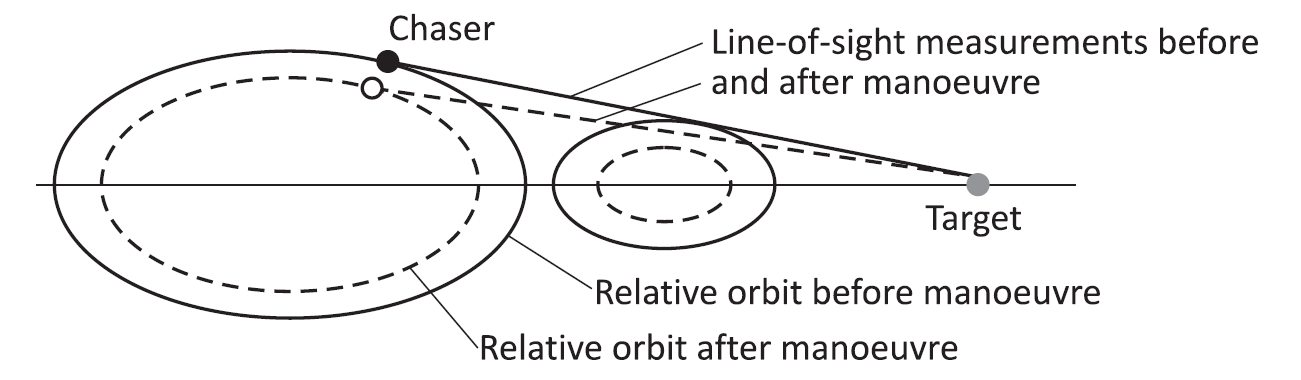 Chaser
Line-of-sight measurements before
and after manoeuvre
Target
Relative orbit before manoeuvre
Relative orbit after manoeuvre